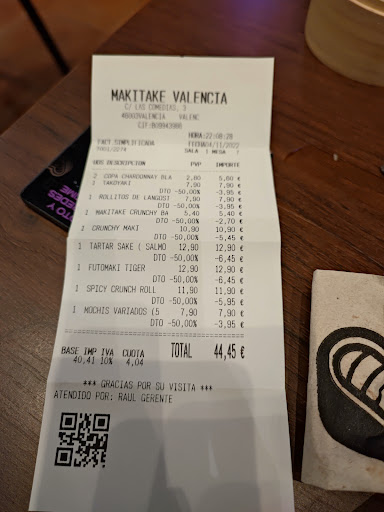 MAKITAKE VALENCIA
C/ LAS COMEDIAS, 3
46003VALENCIA VALENC
HORA:22:08:28
FACT.SIMPLIFICADA FECHA04/11/2022
SALA 1 MESA 7
UDS DESCRIPCION PVP IMPORTE
2 COPA CHARDONNAY BLA 2,80 5,60 €
1 TAKOYAKI 7,90 7,90 €
DTO -50,00% -3,95 €
1 ROLLITOS DE LANGOST 7,90 7,90 €
DTO -50,00% -3,95 €
1 MAKITAKE CRUNCHY BA 5,40 5,40 €
DTO -50,00% -2,70 €
1 CRUNCHY MAKI 10,90 10,90 €
DTO -50,00% -5,45 €
1 TARTAR SAKE ( SALMO 12,90 12,90 €
DTO -50,00% -6,45 €
1 FUTOMAKI TIGER 12,90 12,90 €
DTO -50,00% -6,45 €
1 SPICY CRUNCH ROLL 11,90 11,90 €
DTO -50,00% -5,95 €
1 MOCHIS VARIADOS (5 7,90 7,90 €
DTO -50,00% -3,95 €
BASE IMP IVA CUOTA TOTAL 44,45 €
40,41 10% 4,04
*** GRACIAS POR SU VISITA ***
ATENDIDO POR: RAUL GERENTE